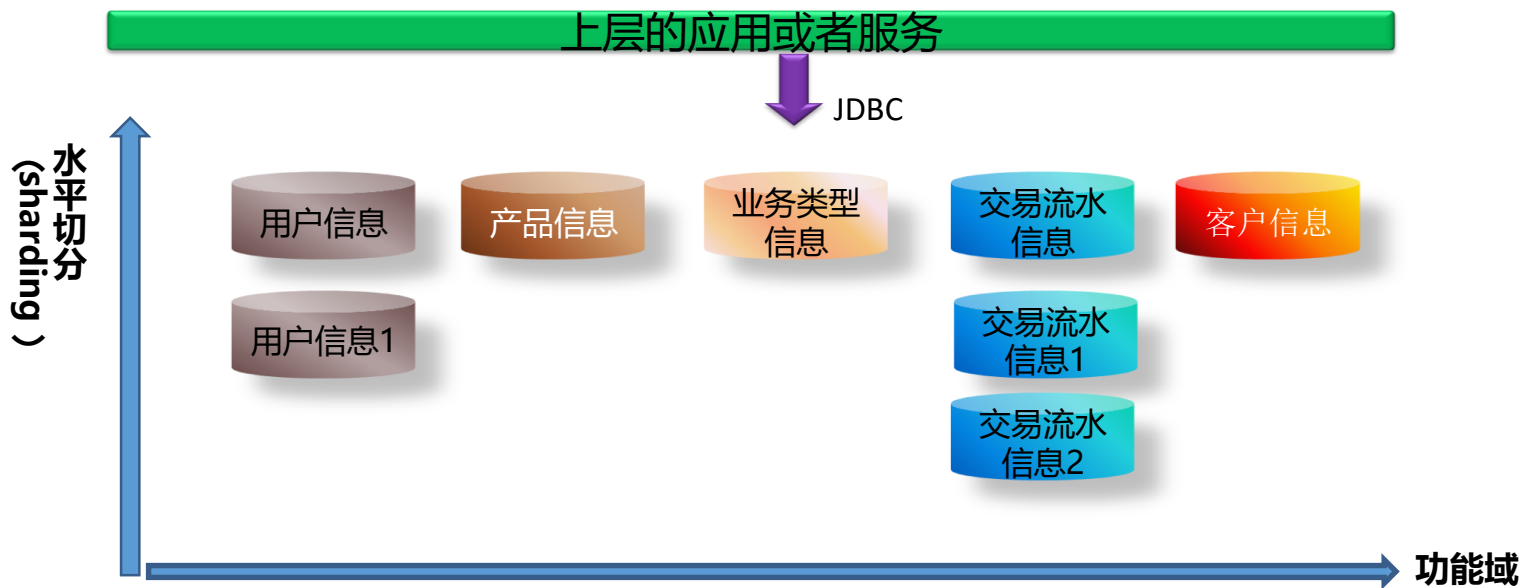 上层的应用或者服务
JDBC
水平切分
（sharding ）
用户信息
产品信息
业务类型
信息
交易流水
信息
客户信息
用户信息1
交易流水
信息1
交易流水
信息2
功能域